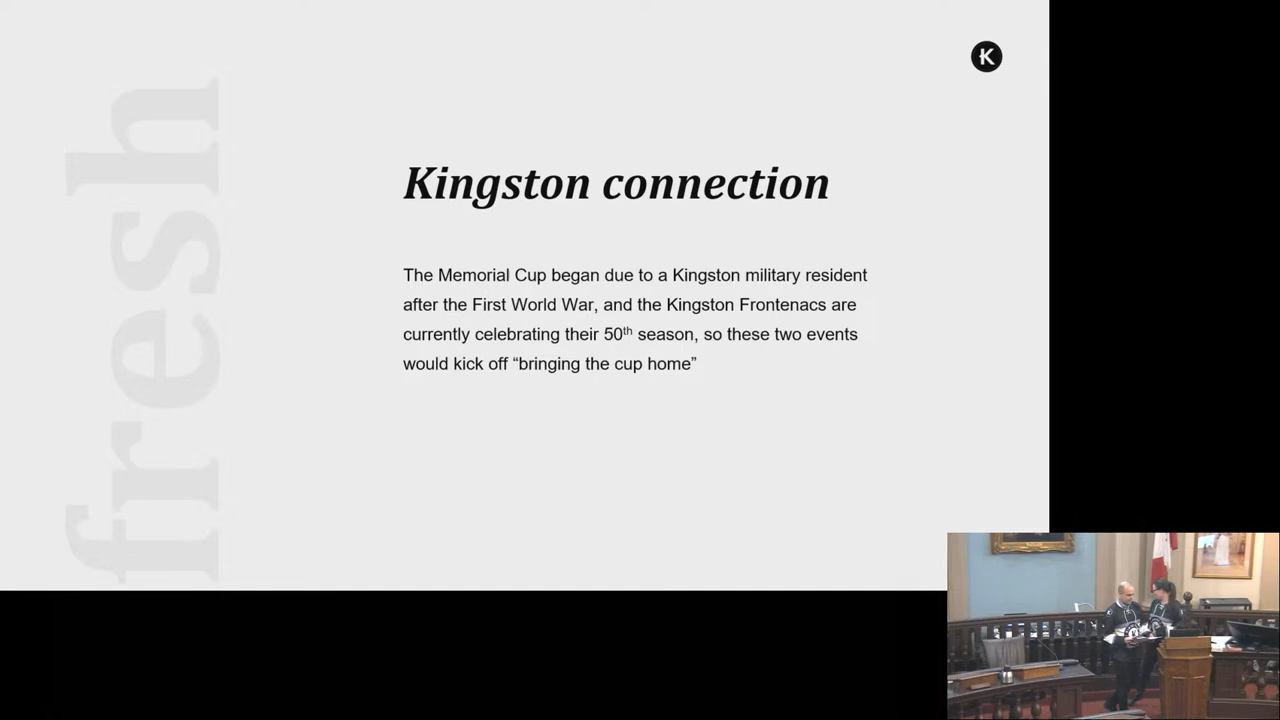 K
Kingston connection
The Memorial Cup began due to a Kingston military resident
after the First World War, and the Kingston Frontenacs are
currently celebrating their 50th season, so these two events
would kick off “bringing the cup home”
fresh